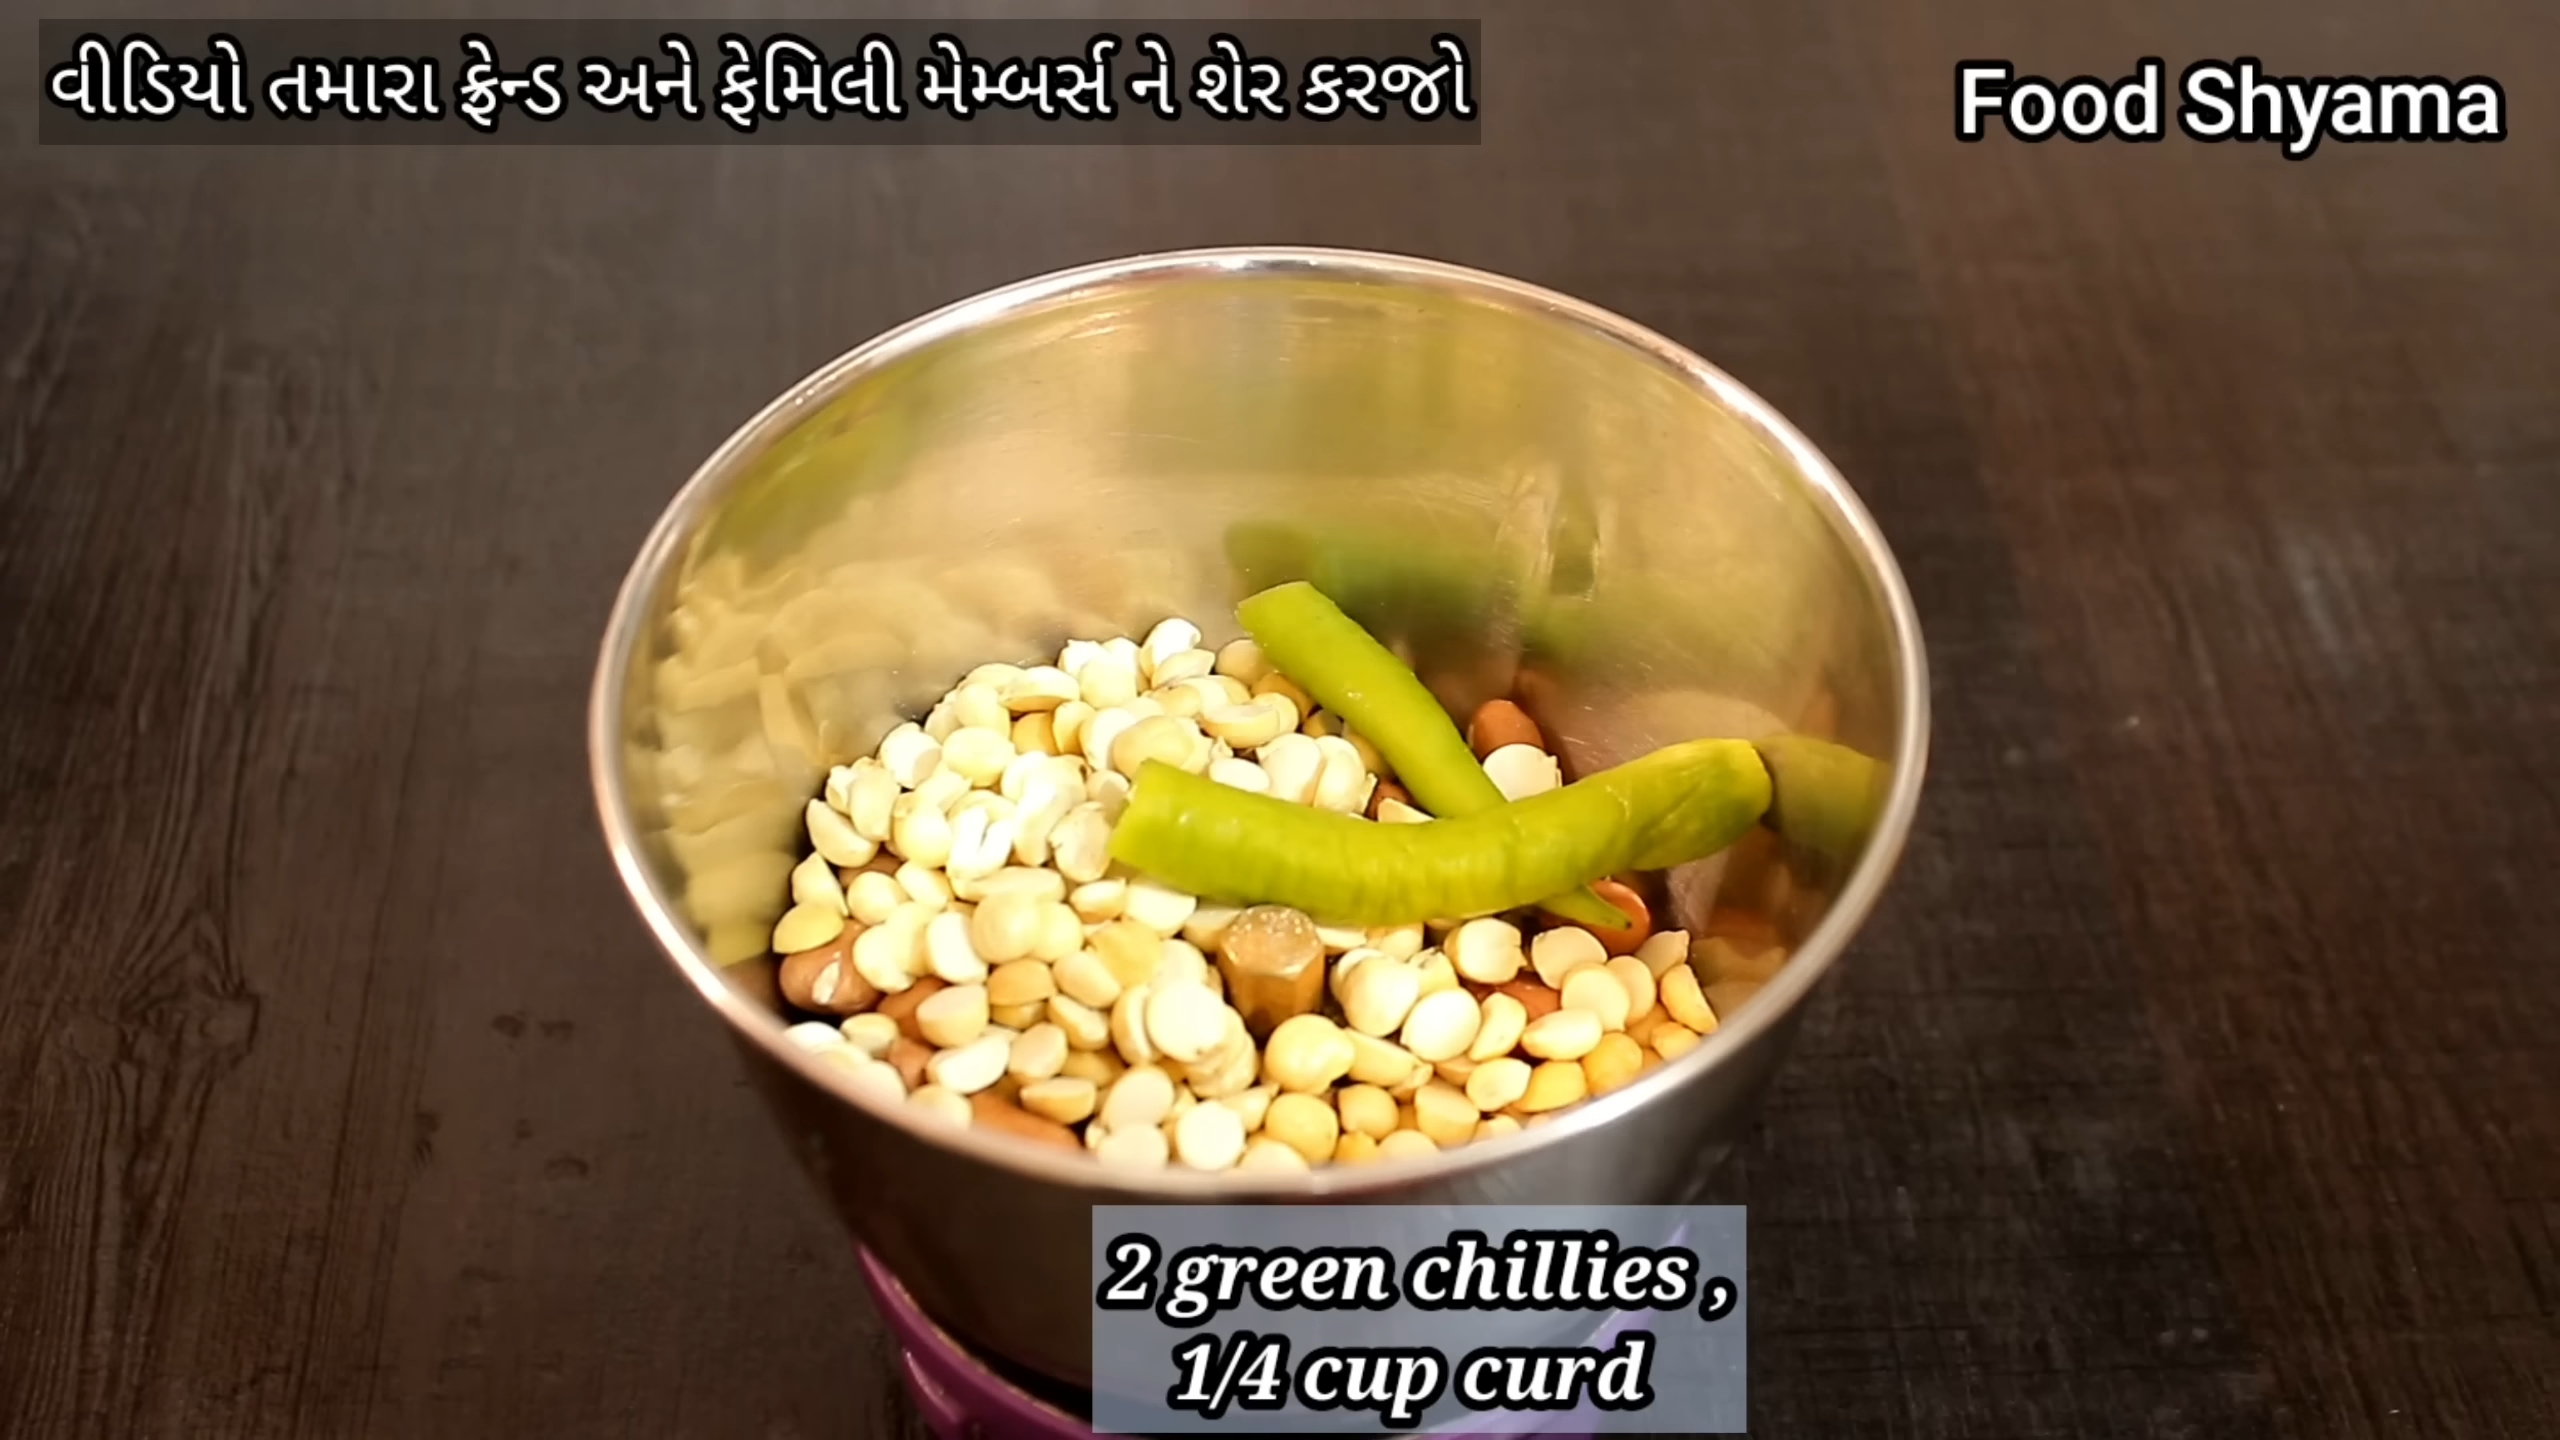 વીડિયો તમારા ફ્રેન્ડ અને ફેમિલી મેમ્બર્સ ને શેર કરજો
Food Shyama
2 green chillies ,
1/4 cup curd